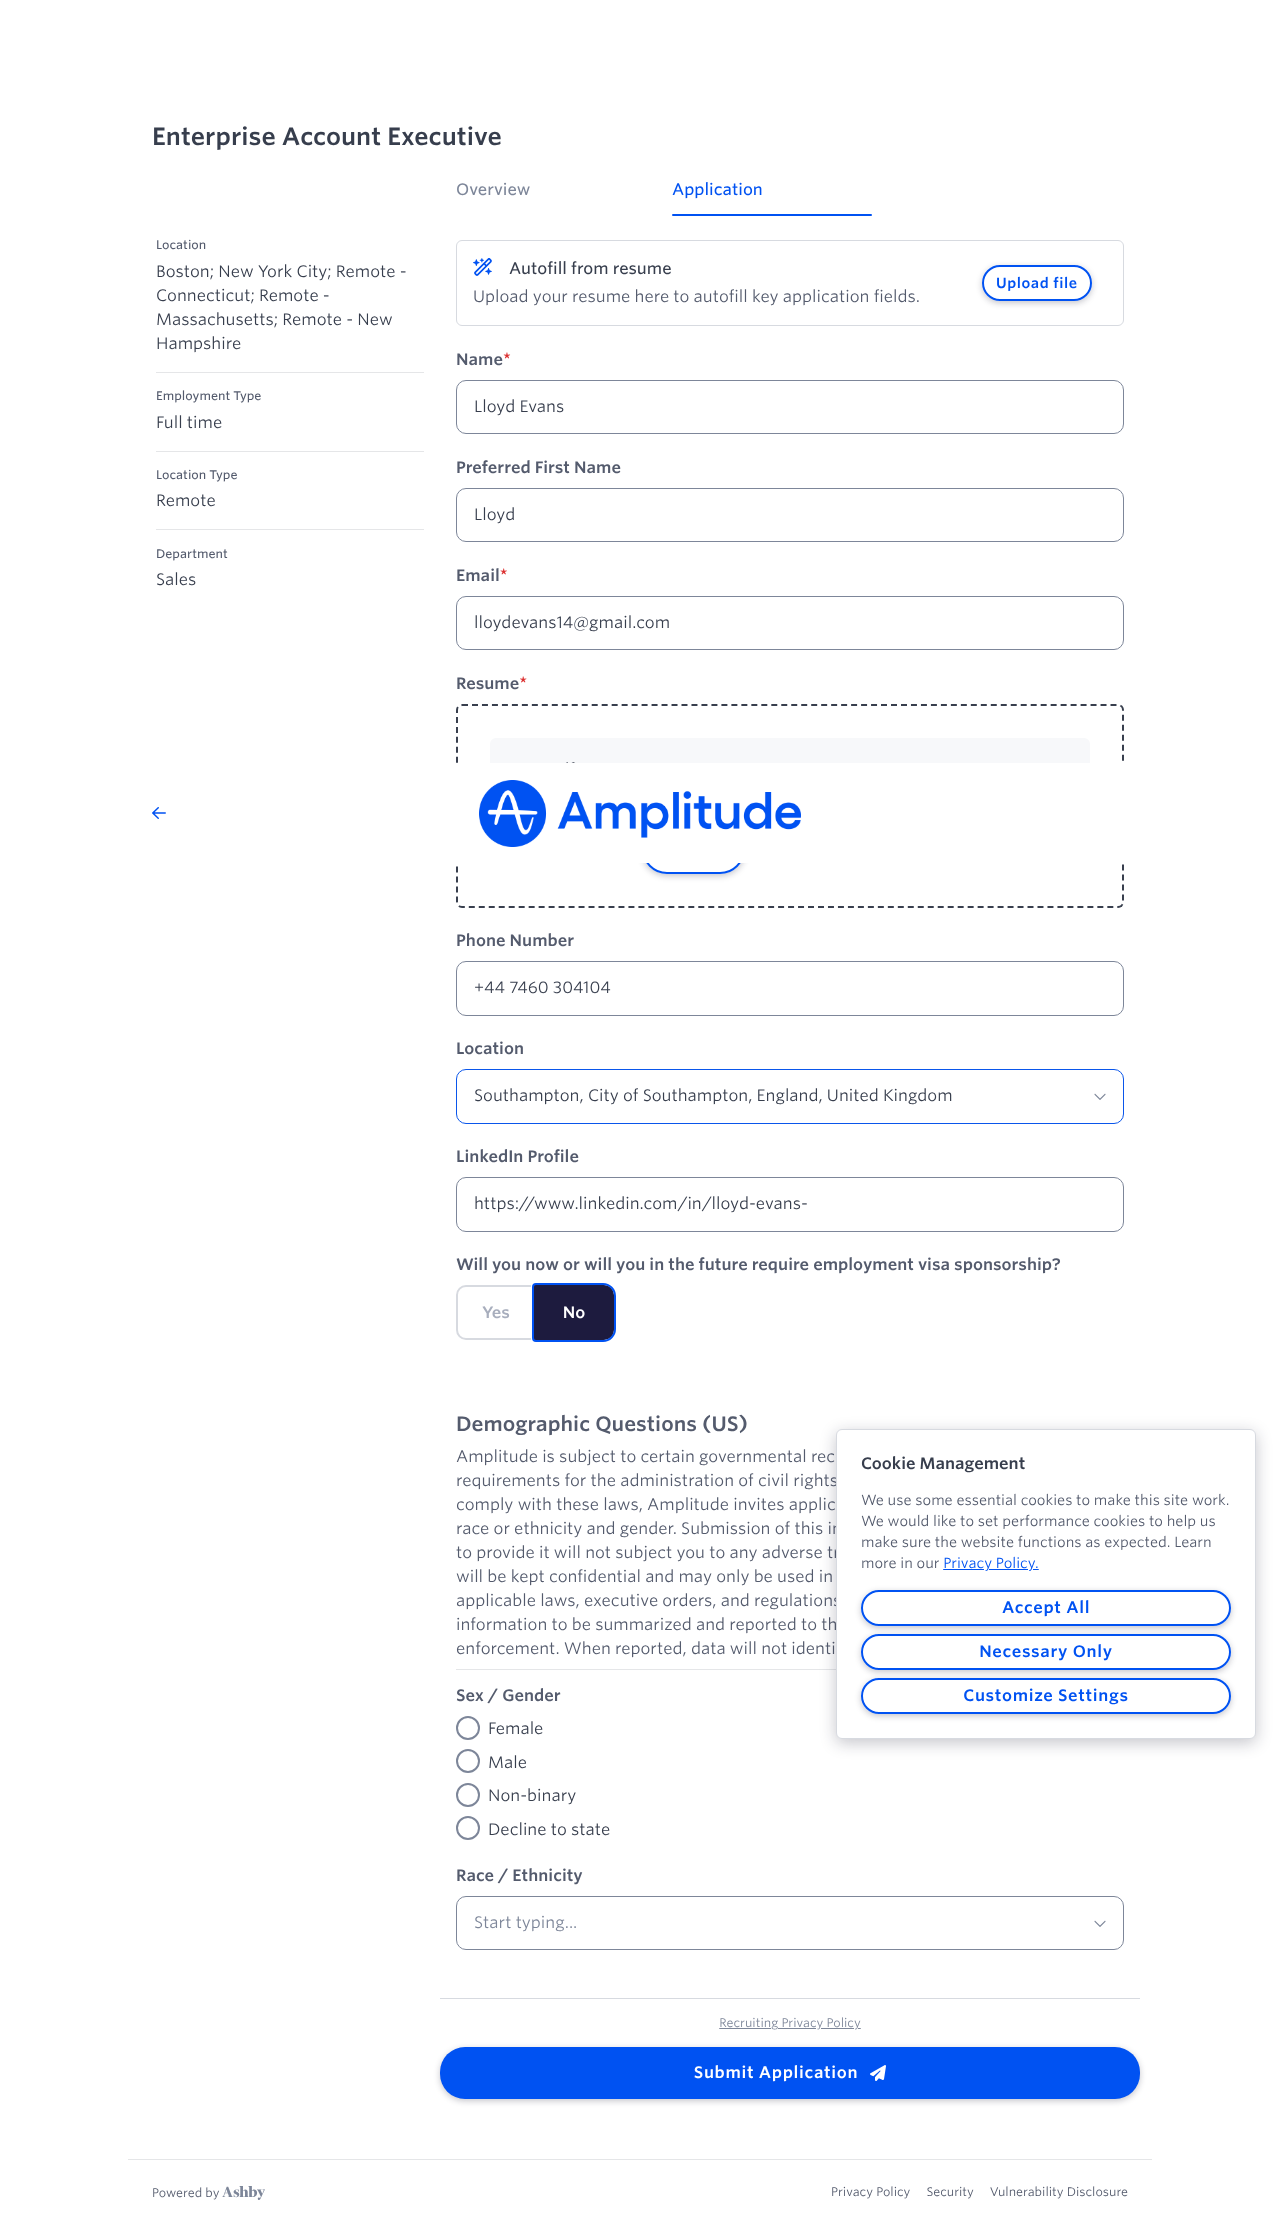 Enterprise Account Executive
Overview
Application
Location
Boston; New York City; Remote -
Connecticut; Remote -
Massachusetts; Remote - New
Hampshire
Employment Type
Full time
Location Type
Remote
Department
Sales
Autofill from resume
Upload your resume here to autofill key application fields.
Upload file
Name*
Lloyd Evans
Preferred First Name
Lloyd
Email*
lloydevans14@gmail.com
Resume*
Amplitude
Phone Number
+44 7460 304104
Location
Southampton, City of Southampton, England, United Kingdom
LinkedIn Profile
https://www.linkedin.com/in/lloyd-evans-
Will you now or will you in the future require employment visa sponsorship?
Yes
No
Demographic Questions (US)
Amplitude is subject to certain governmental
requirements for the administration of civil rights
comply with these laws, Amplitude invites
race or ethnicity and gender. Submission of this
to provide it will not subject you to any adverse
will be kept confidential and may only be used in
applicable laws, executive orders, and regulations
information to be summarized and reported to
enforcement. When reported, data will not
Cookie Management
We use some essential cookies to make this site work.
We would like to set performance cookies to help us
make sure the website functions as expected. Learn
more in our Privacy Policy.
Accept All
Necessary Only
Customize Settings
Sex / Gender
Female
Male
Non-binary
Decline to state
Race / Ethnicity
Start typing...
Recruiting Privacy Policy
Submit Application
Powered by Ashby
Privacy Policy
Security
Vulnerability Disclosure